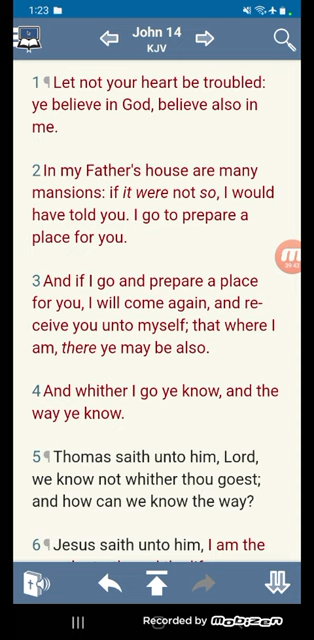 1:23
John 14
KJV
1 ¶ Let not your heart be troubled:
ye believe in God, believe also in
me.
2 In my Father's house are many
mansions: if it were not so, I would
have told you. I go to prepare a
place for you.
3 And if I go and prepare a place
for you, I will come again, and re-
ceive you unto myself; that where I
am, there ye may be also.
4 And whither I go ye know, and the
way ye know.
5 ¶ Thomas saith unto him, Lord,
we know not whither thou goest;
and how can we know the way?
6 ¶ Jesus saith unto him, I am the
Recorded by Mobizen